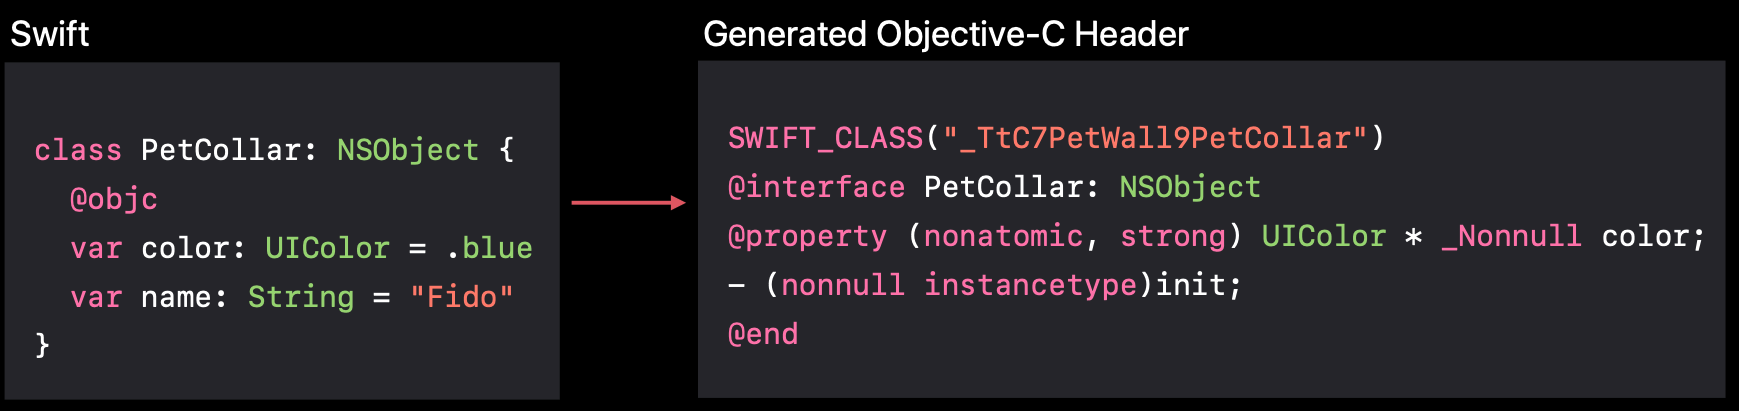 Swift
class PetCollar: NSObject {
@objc
var color: UIColor = .blue
var name: String = "Fido"
}
Generated Objective-C Header
SWIFT_CLASS("_TtC7PetWall9PetCollar")
@interface PetCollar: NSObject
@property (nonatomic, strong) UIColor * _Nonnull color;
– (nonnull instancetype)init;
@end